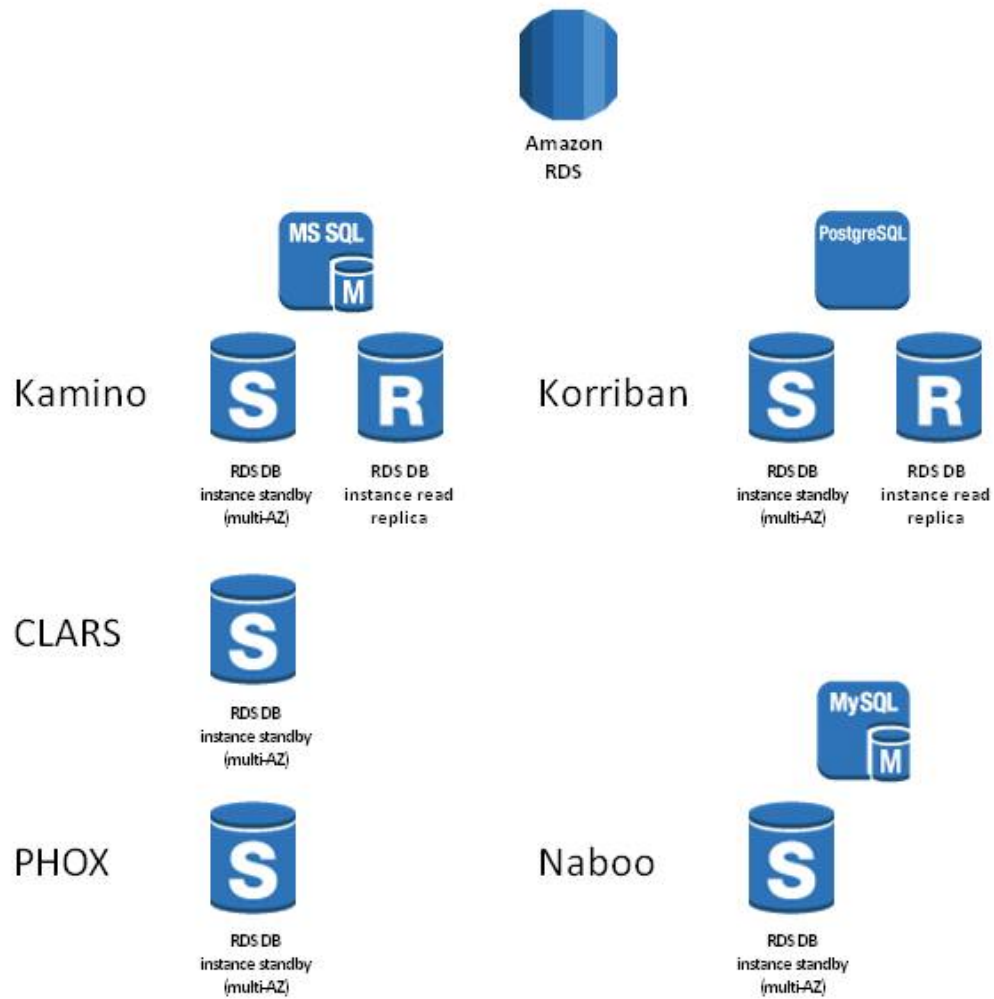 Amazon
RDS
MS SQL
M
PostgreSQL
Kamino
S
R
Korriban
S
R
RDS DB
instance standby
(multi-AZ)
RDS DB
instance read
replica
RDS DB
instance standby
(multi-AZ)
RDS DB
instance read
replica
CLARS
S
RDS DB
instance standby
(multi-AZ)
MySQL
M
PHOX
S
Naboo
S
RDS DB
instance standby
(multi-AZ)
RDS DB
instance standby
(multi-AZ)